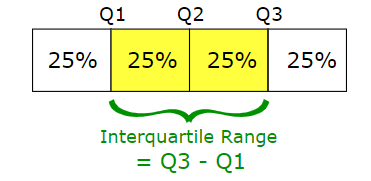 Q1 Q2 Q3
25% 25% 25% 25%
Interquartile Range
= Q3 - Q1